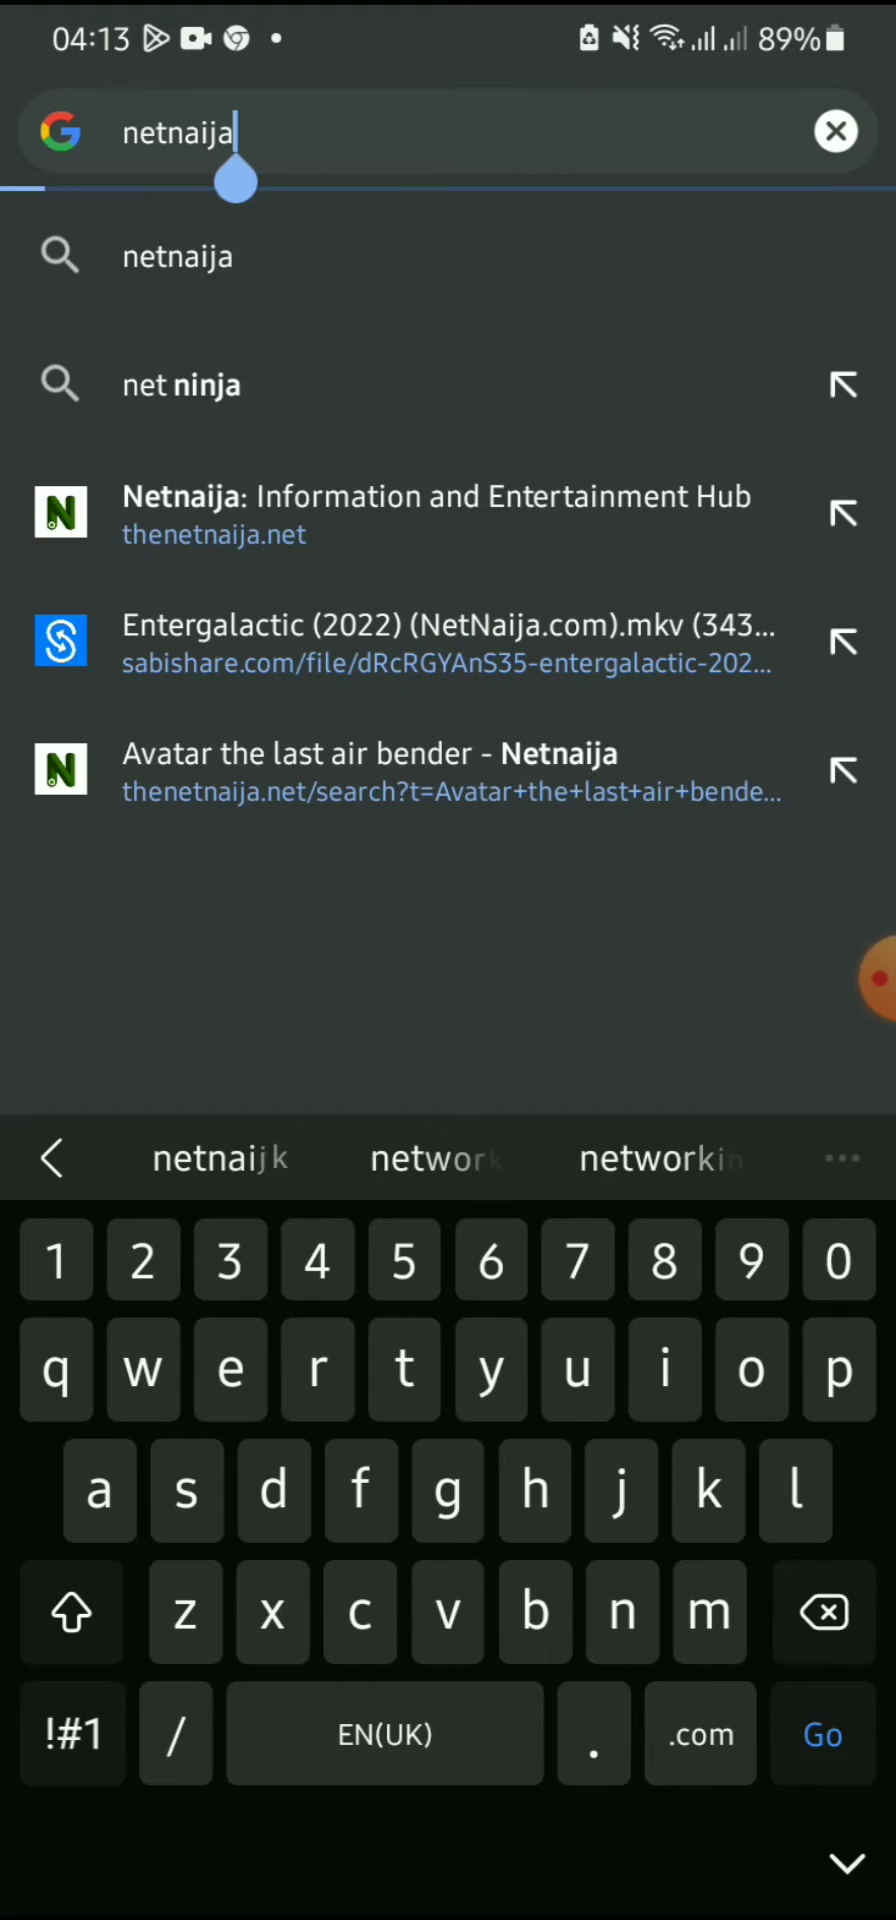 04:13
89%
netnaija
netnaija
net ninja
Netnaija: Information and Entertainment Hub
thenetnaija.net
Entergalactic (2022) (NetNaija.com).mkv (343...
sabishare.com/file/dRcRGYAnS35-entergalactic-202...
Avatar the last air bender - Netnaija
thenetnaija.net/search?t=Avatar+the+last+air+bende...
netnaijk network networkin
1 2 3 4 5 6 7 8 9 0
q w e r t y u i o p
a s d f g h j k l
z x c v b n m
!#1 / EN(UK) . .com Go